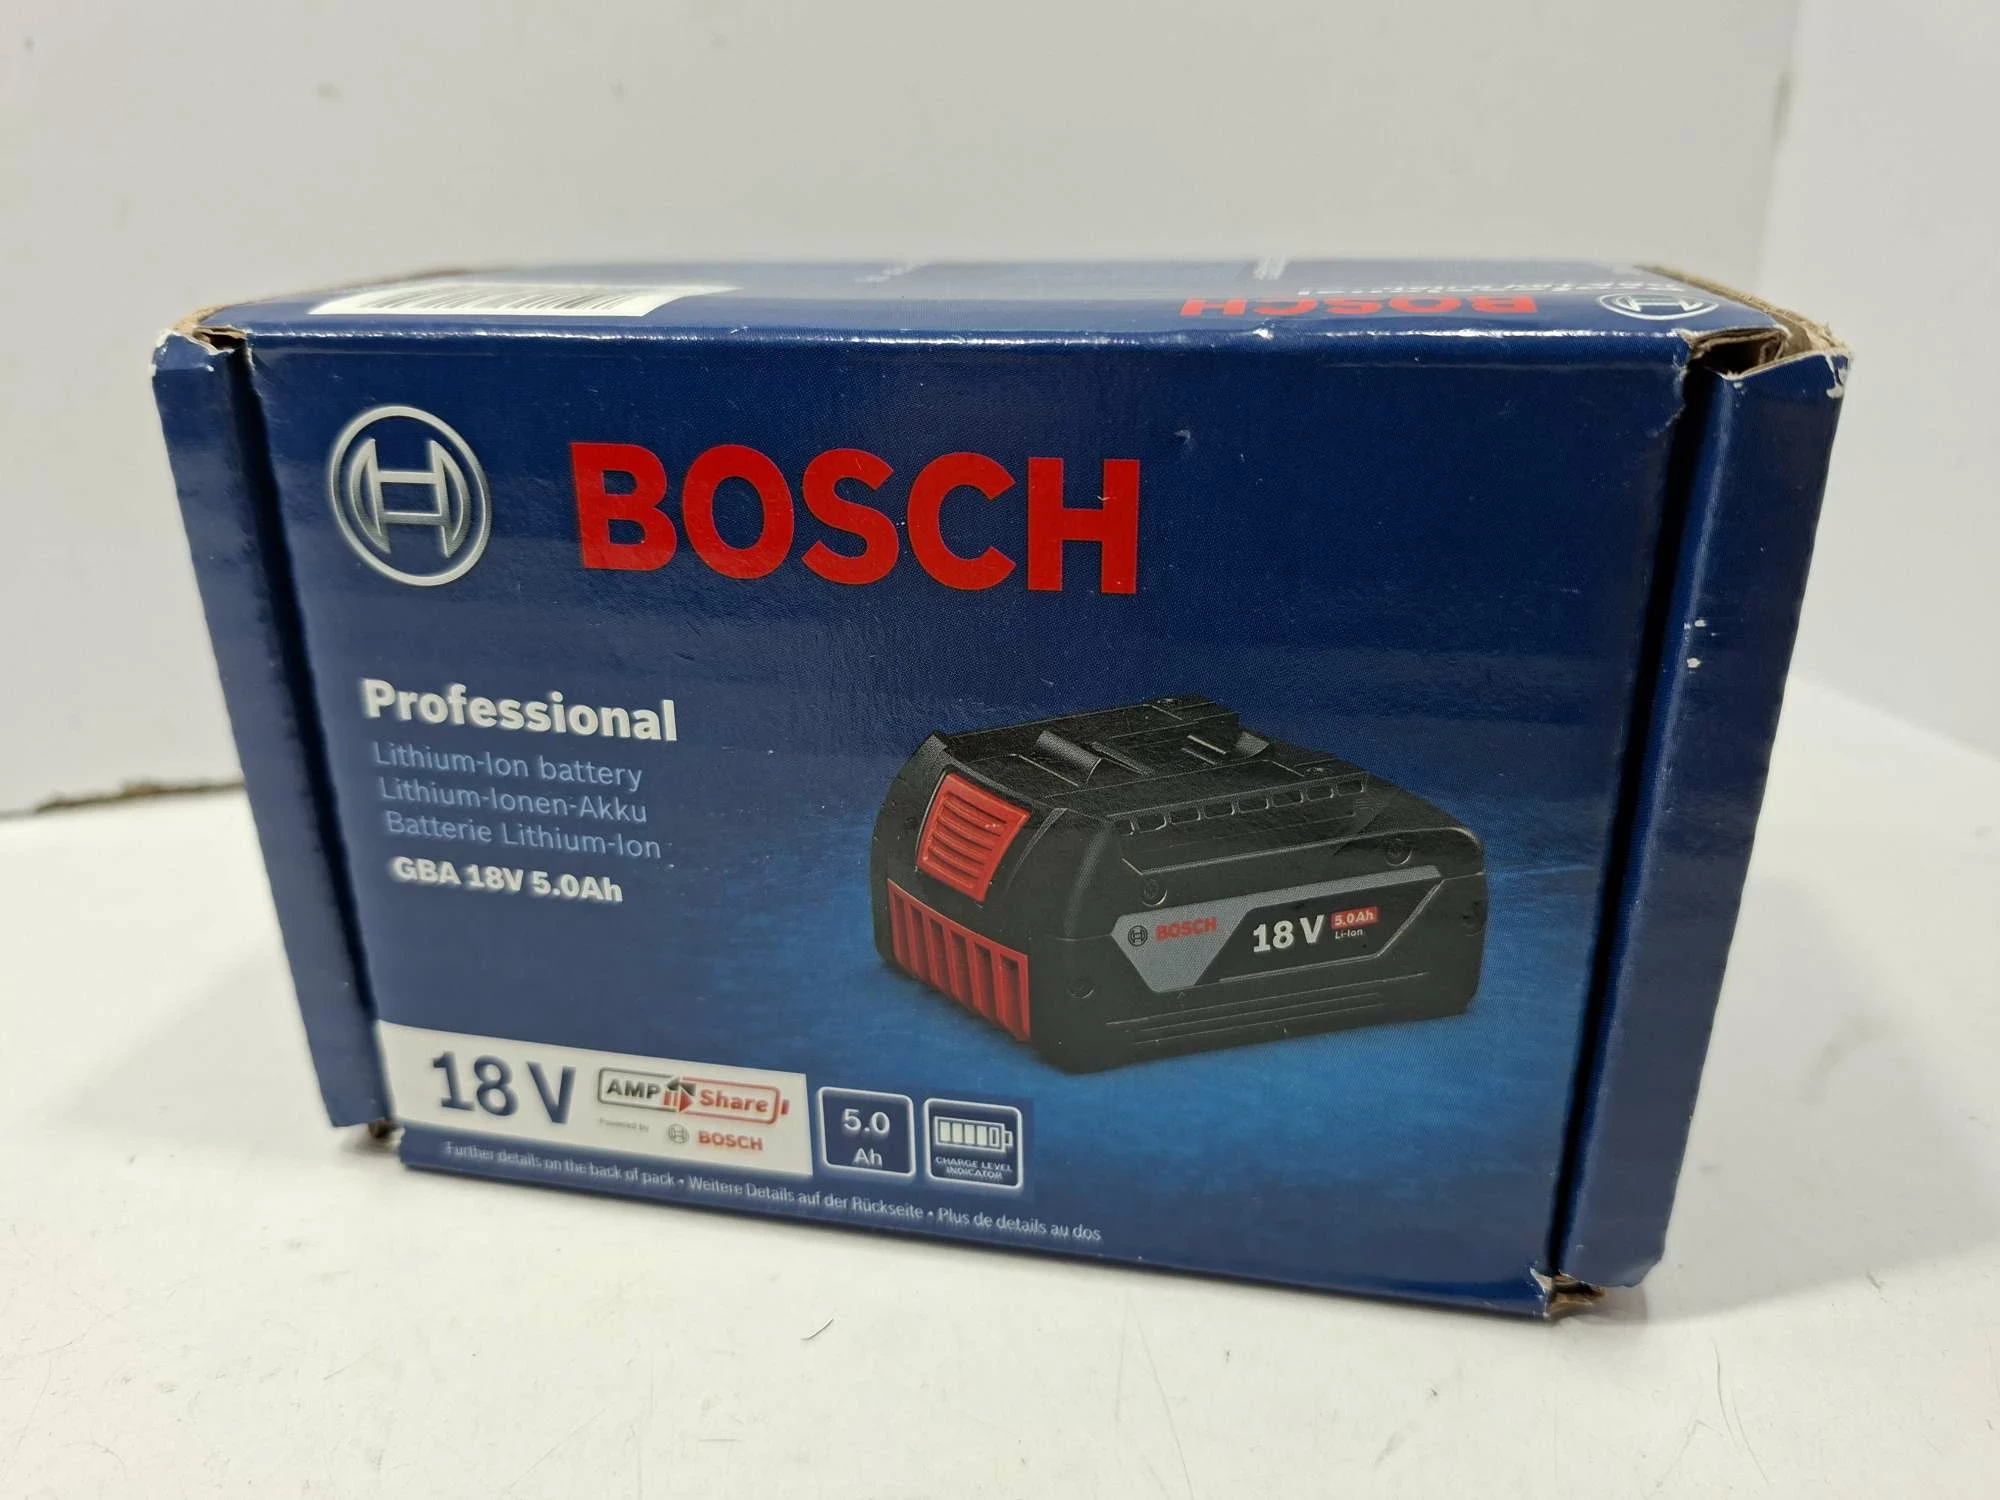 BOSCH
BOSCH
Professional
Lithium-Ion battery
Lithium-Ionen-Akku
Batterie Lithium-Ion
GBA 18V 5.0Ah
BOSCH
18 V
5.0Ah
Li-Ion
18 V
AMP Share
Powered by
BOSCH
5.0
Ah
CHARGE LEVEL
INDICATOR
Further details on the back of pack • Weitere Details auf der Rückseite • Plus de details au dos